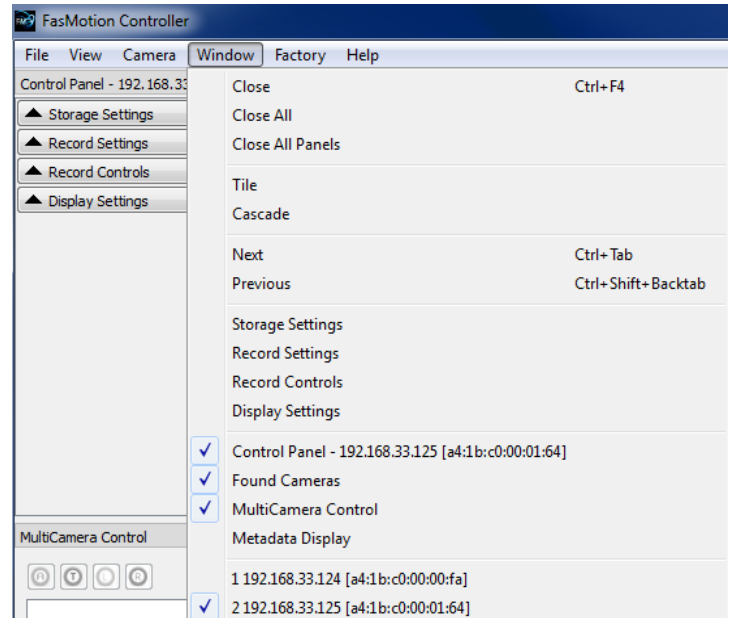 FasMotion Controller
File View Camera Window Factory Help
Control Panel - 192.168.33
Storage Settings
Record Settings
Record Controls
Display Settings
Close Ctrl+F4
Close All
Close All Panels
Tile
Cascade
Next Ctrl+Tab
Previous Ctrl+Shift+Backtab
Storage Settings
Record Settings
Record Controls
Display Settings
Control Panel - 192.168.33.125 [a4:1b:c0:00:01:64]
Found Cameras
MultiCamera Control
Metadata Display
1 192.168.33.124 [a4:1b:c0:00:00:fa]
2 192.168.33.125 [a4:1b:c0:00:01:64]
MultiCamera Control